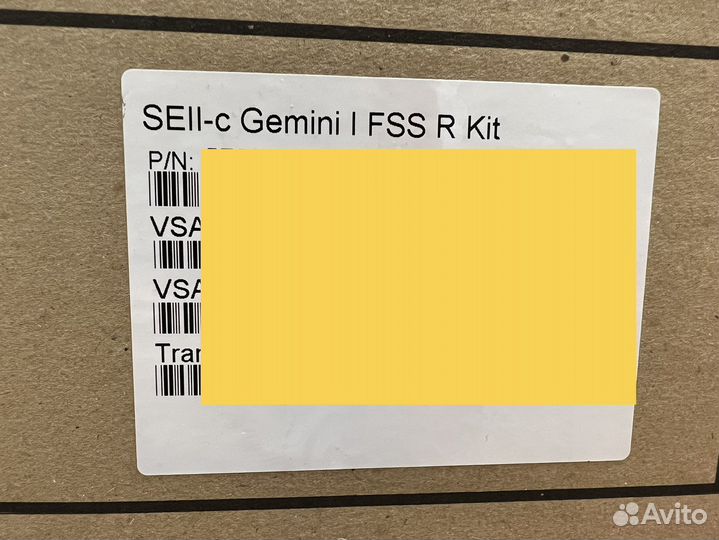 SEII-c Gemini I FSS R Kit
P/N:
VSA
VSA
Tran
Avito